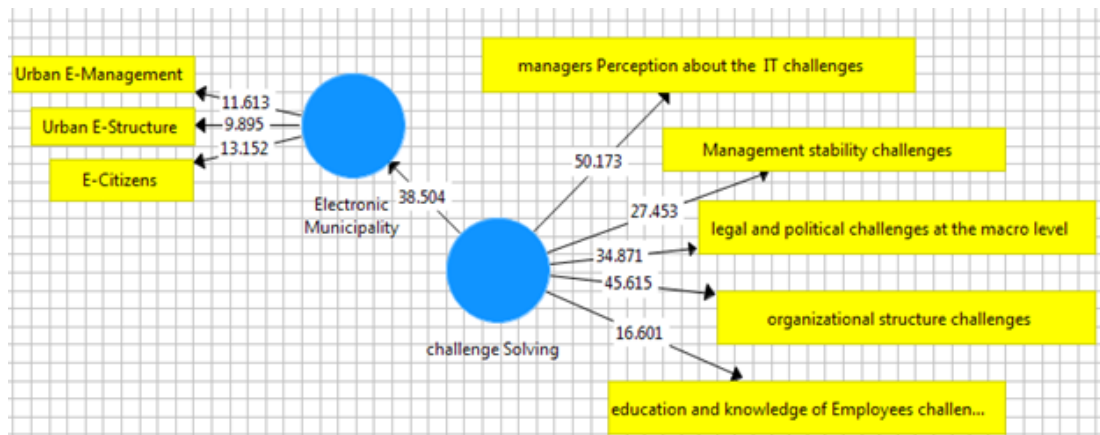 managers Perception about the IT challenges
Urban E-Management
11.613
Urban E-Structure
9.895
13.152
E-Citizens
Electronic
Municipality
38.504
50.173
Management stability challenges
27.453
legal and political challenges at the macro level
34.871
45.615
organizational structure challenges
16.601
challenge Solving
education and knowledge of Employees challen...